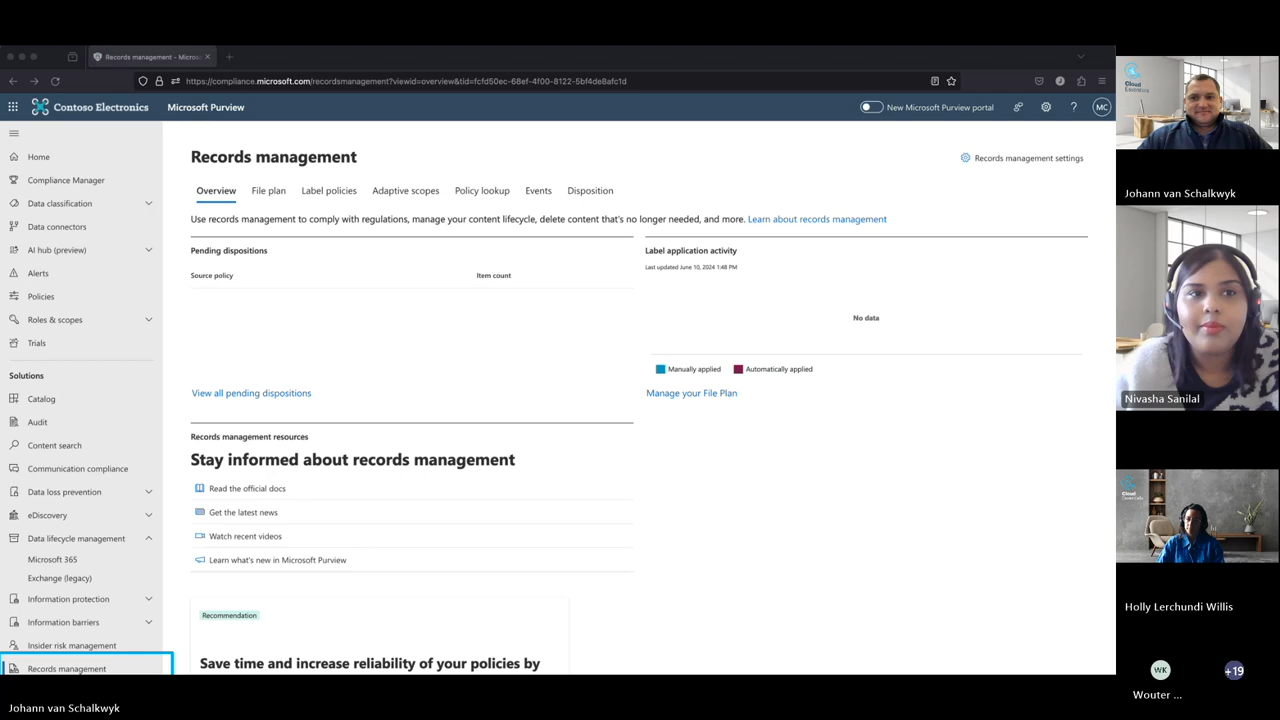 Records management - Micros
https://compliance.microsoft.com/recordsmanagement?viewid=overview&tid=fcfd50ec-68ef-4f00-8122-5bf4de8afc1d
Contoso Electronics
Microsoft Purview
New Microsoft Purview portal
?
MC
Home
Compliance Manager
Data classification
Data connectors
AI hub (preview)
Alerts
Policies
Roles & scopes
Trials
Solutions
Catalog
Audit
Content search
Communication compliance
Data loss prevention
eDiscovery
Data lifecycle management
Microsoft 365
Exchange (legacy)
Information protection
Information barriers
Insider risk management
Records management
Records management
Records management settings
Overview
File plan
Label policies
Adaptive scopes
Policy lookup
Events
Disposition
Use records management to comply with regulations, manage your content lifecycle, delete content that's no longer needed, and more. Learn about records management
Pending dispositions
Source policy
Item count
View all pending dispositions
Label application activity
Last updated June 10, 2024 1:48 PM
No data
Manually applied
Automatically applied
Manage your File Plan
Records management resources
Stay informed about records management
Read the official docs
Get the latest news
Watch recent videos
Learn what's new in Microsoft Purview
Recommendation
Save time and increase reliability of your policies by
Cloud
Essentials
Johann van Schalkwyk
Nivasha Sanilal
Cloud
Essentials
Holly Lerchundi Willis
WK
+19
Wouter ...
Johann van Schalkwyk